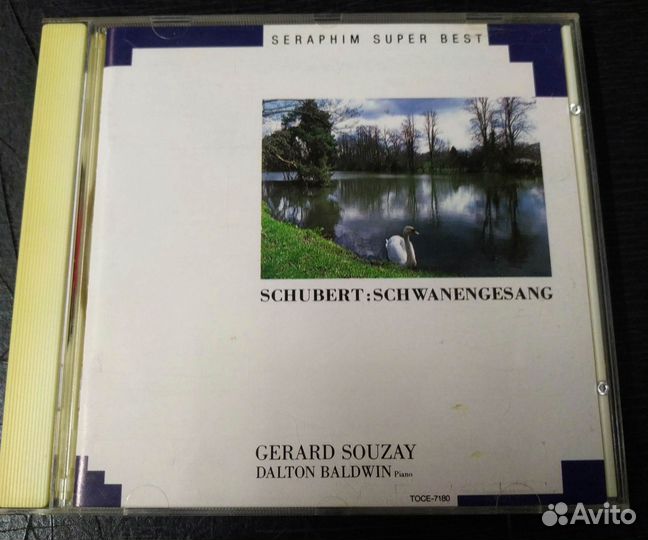 SERAPHIM SUPER BEST
SCHUBERT:SCHWANENGESANG
GERARD SOUZAY
DALTON BALDWIN Piano
TOCE-7180
Avito